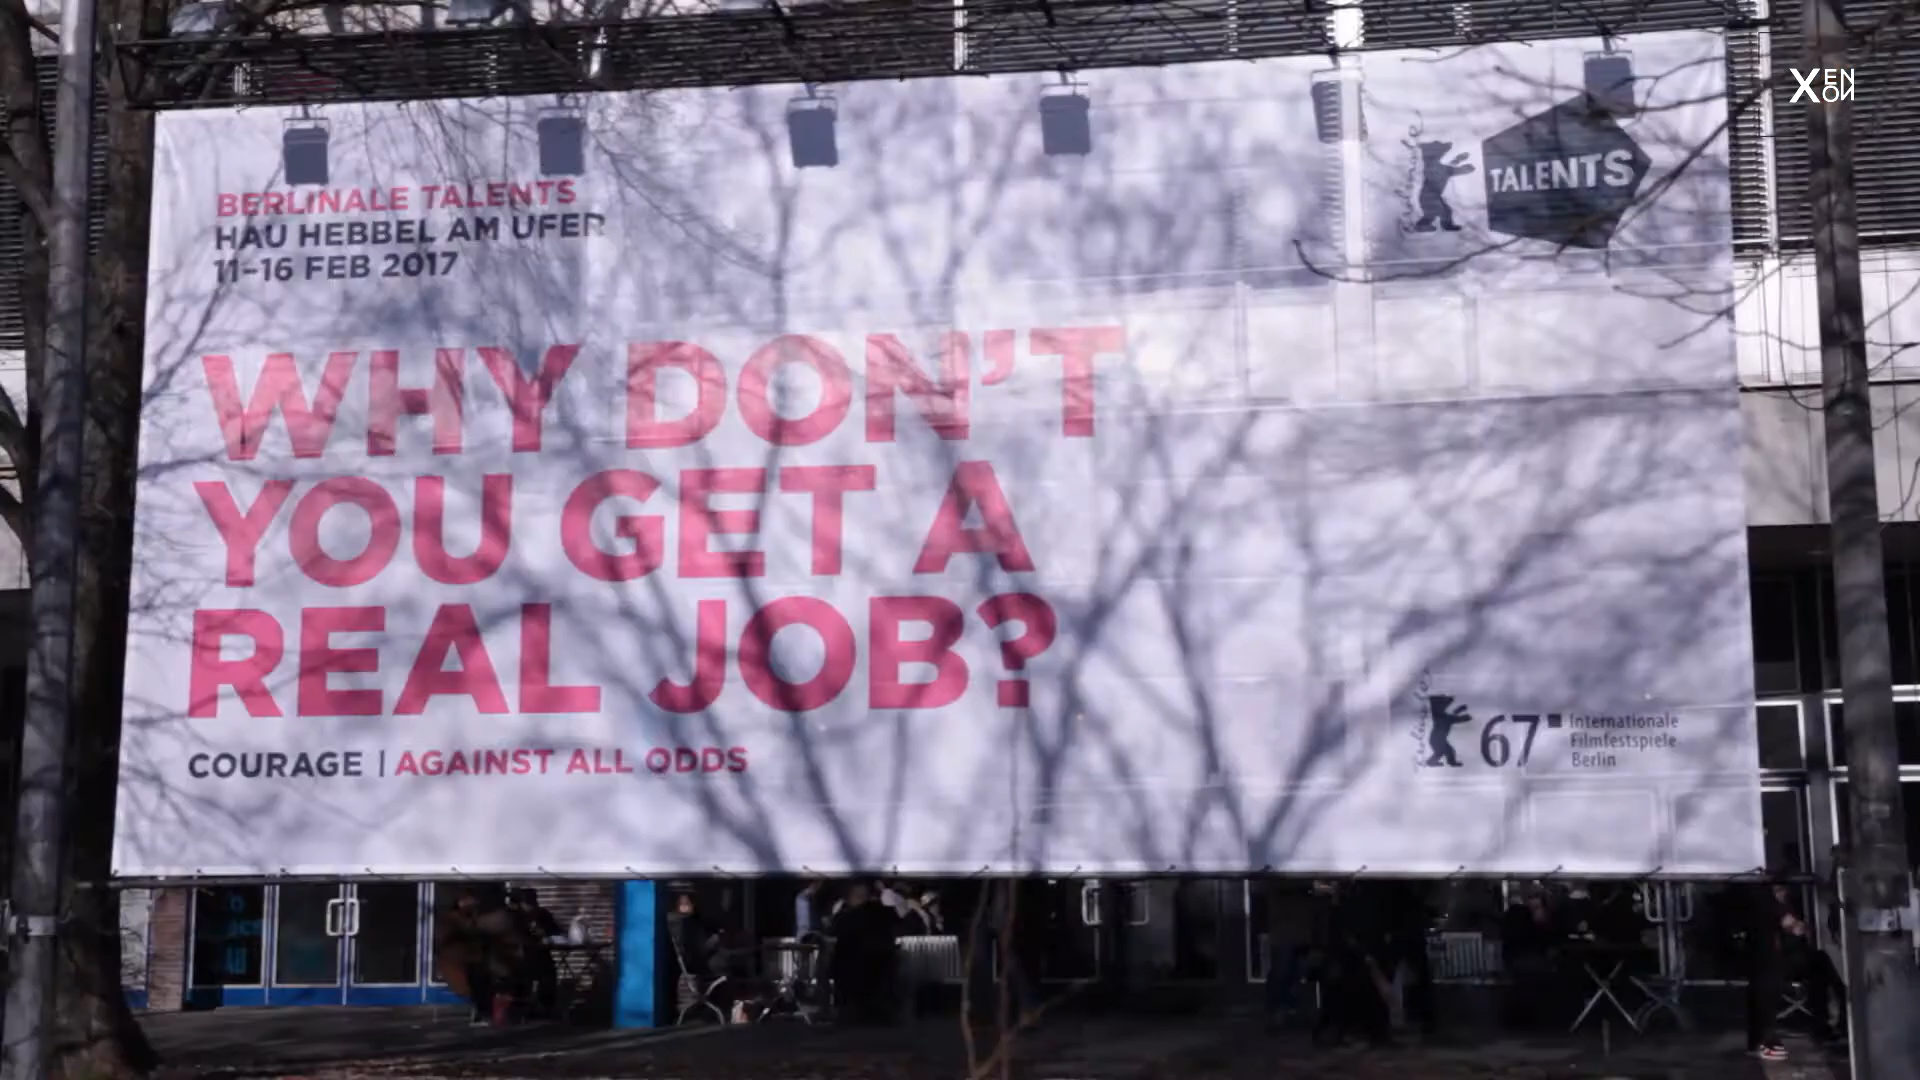 XENON
BERLINALE TALENTS
HAU HEBBEL AM UFER
11–16 FEB 2017
TALENTS
WHY DON'T
YOU GET A
REAL JOB?
COURAGE | AGAINST ALL ODDS
67
Internationale
Filmfestspiele
Berlin